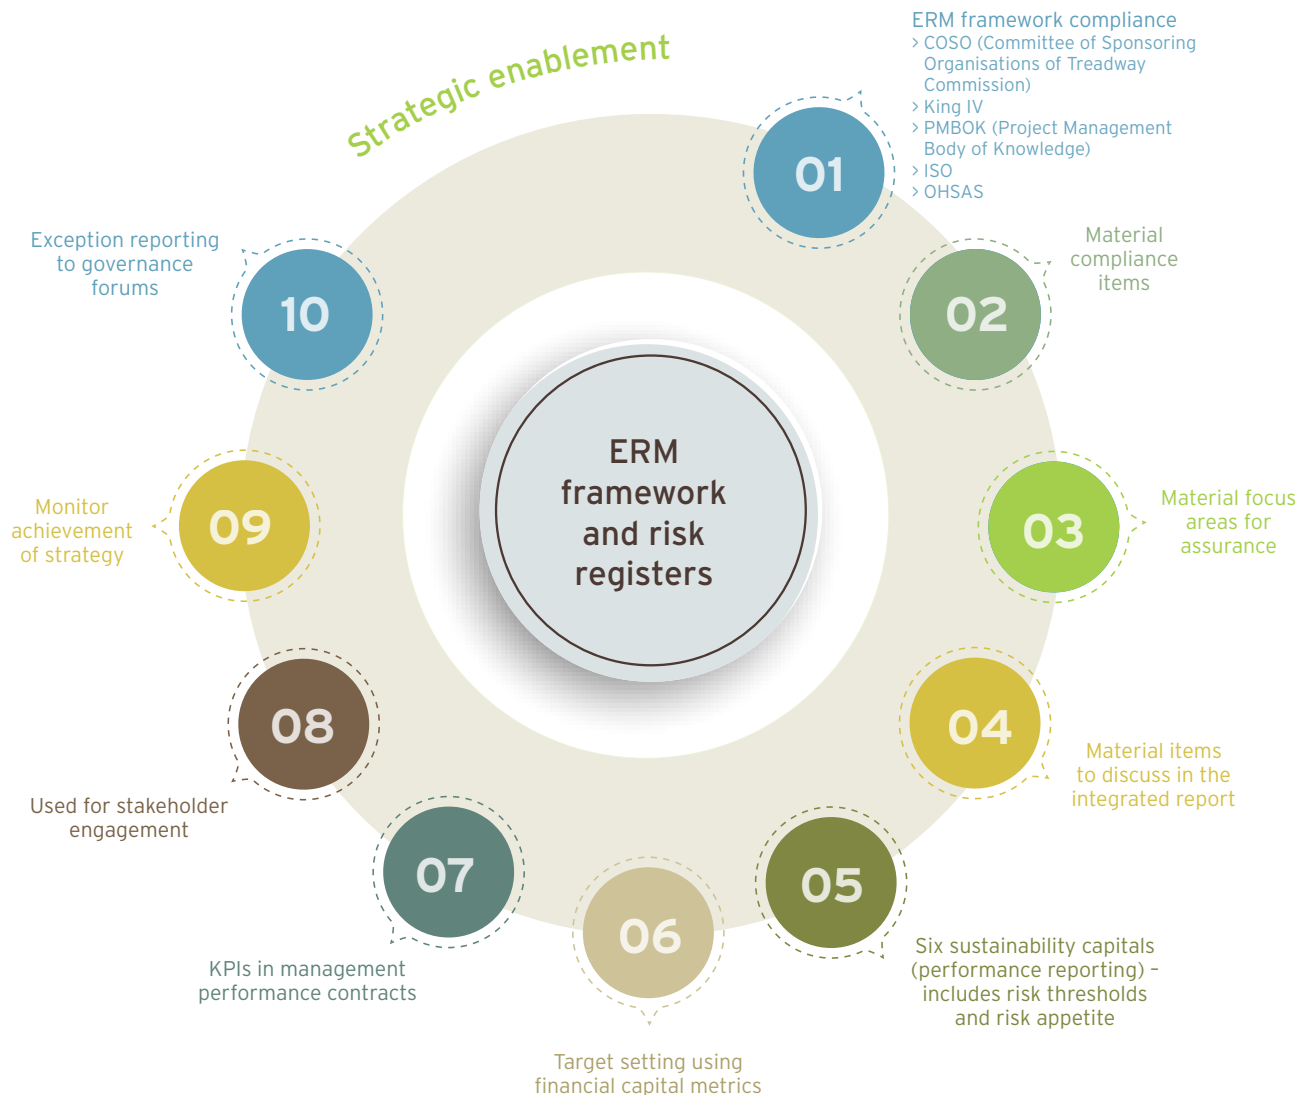 Strategic enablement
ERM framework compliance
> COSO (Committee of Sponsoring
Organisations of Treadway
Commission)
> King IV
> PMBOK (Project Management
Body of Knowledge)
> ISO
> OHSAS
01
Material
compliance
items
02
Material focus
areas for
assurance
03
Material items
to discuss in the
integrated report
04
Six sustainability capitals
(performance reporting) –
includes risk thresholds
and risk appetite
05
Target setting using
financial capital metrics
06
KPIs in management
performance contracts
07
Used for stakeholder
engagement
08
Monitor
achievement
of strategy
09
Exception reporting
to governance
forums
10
ERM
framework
and risk
registers